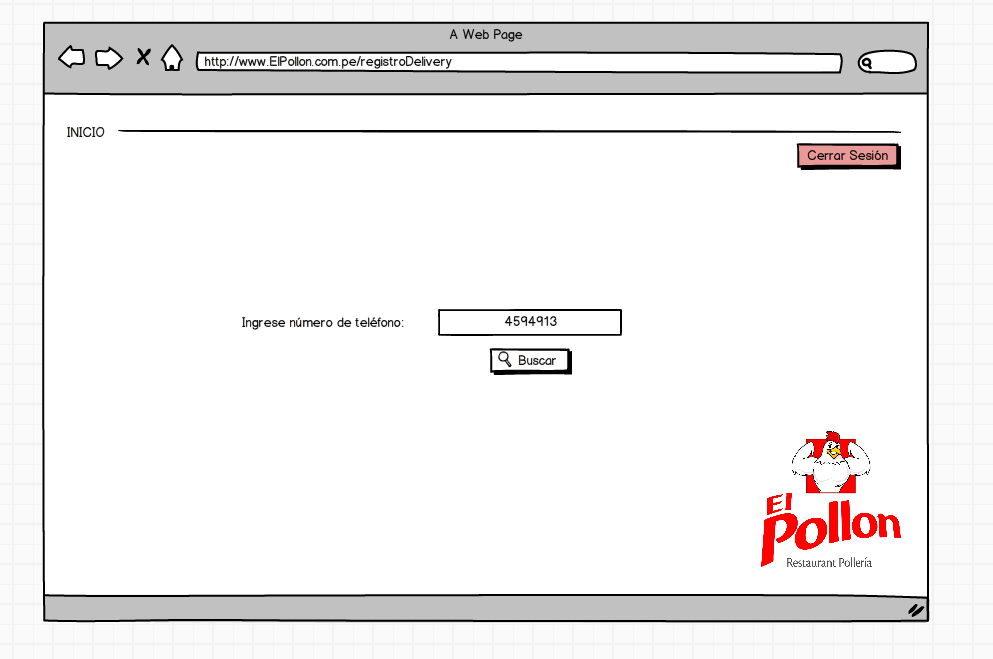 A Web Page
http://www.ElPollon.com.pe/registroDelivery
INICIO
Cerrar Sesión
Ingrese número de teléfono:
4594913
Buscar
El
Pollon
Restaurant Pollería